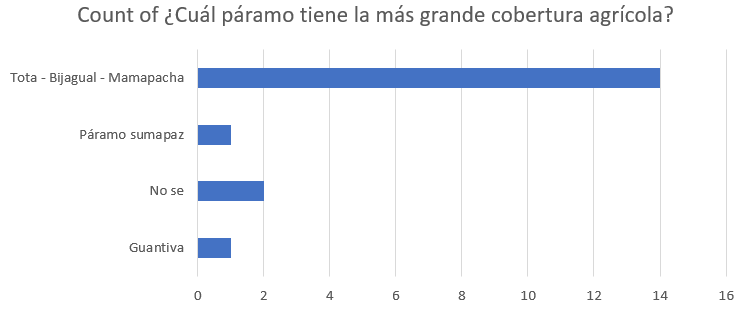 Count of ¿Cuál páramo tiene la más grande cobertura agrícola?
Tota - Bijagual - Mamapacha
Páramo sumapaz
No se
Guantiva
0 2 4 6 8 10 12 14 16